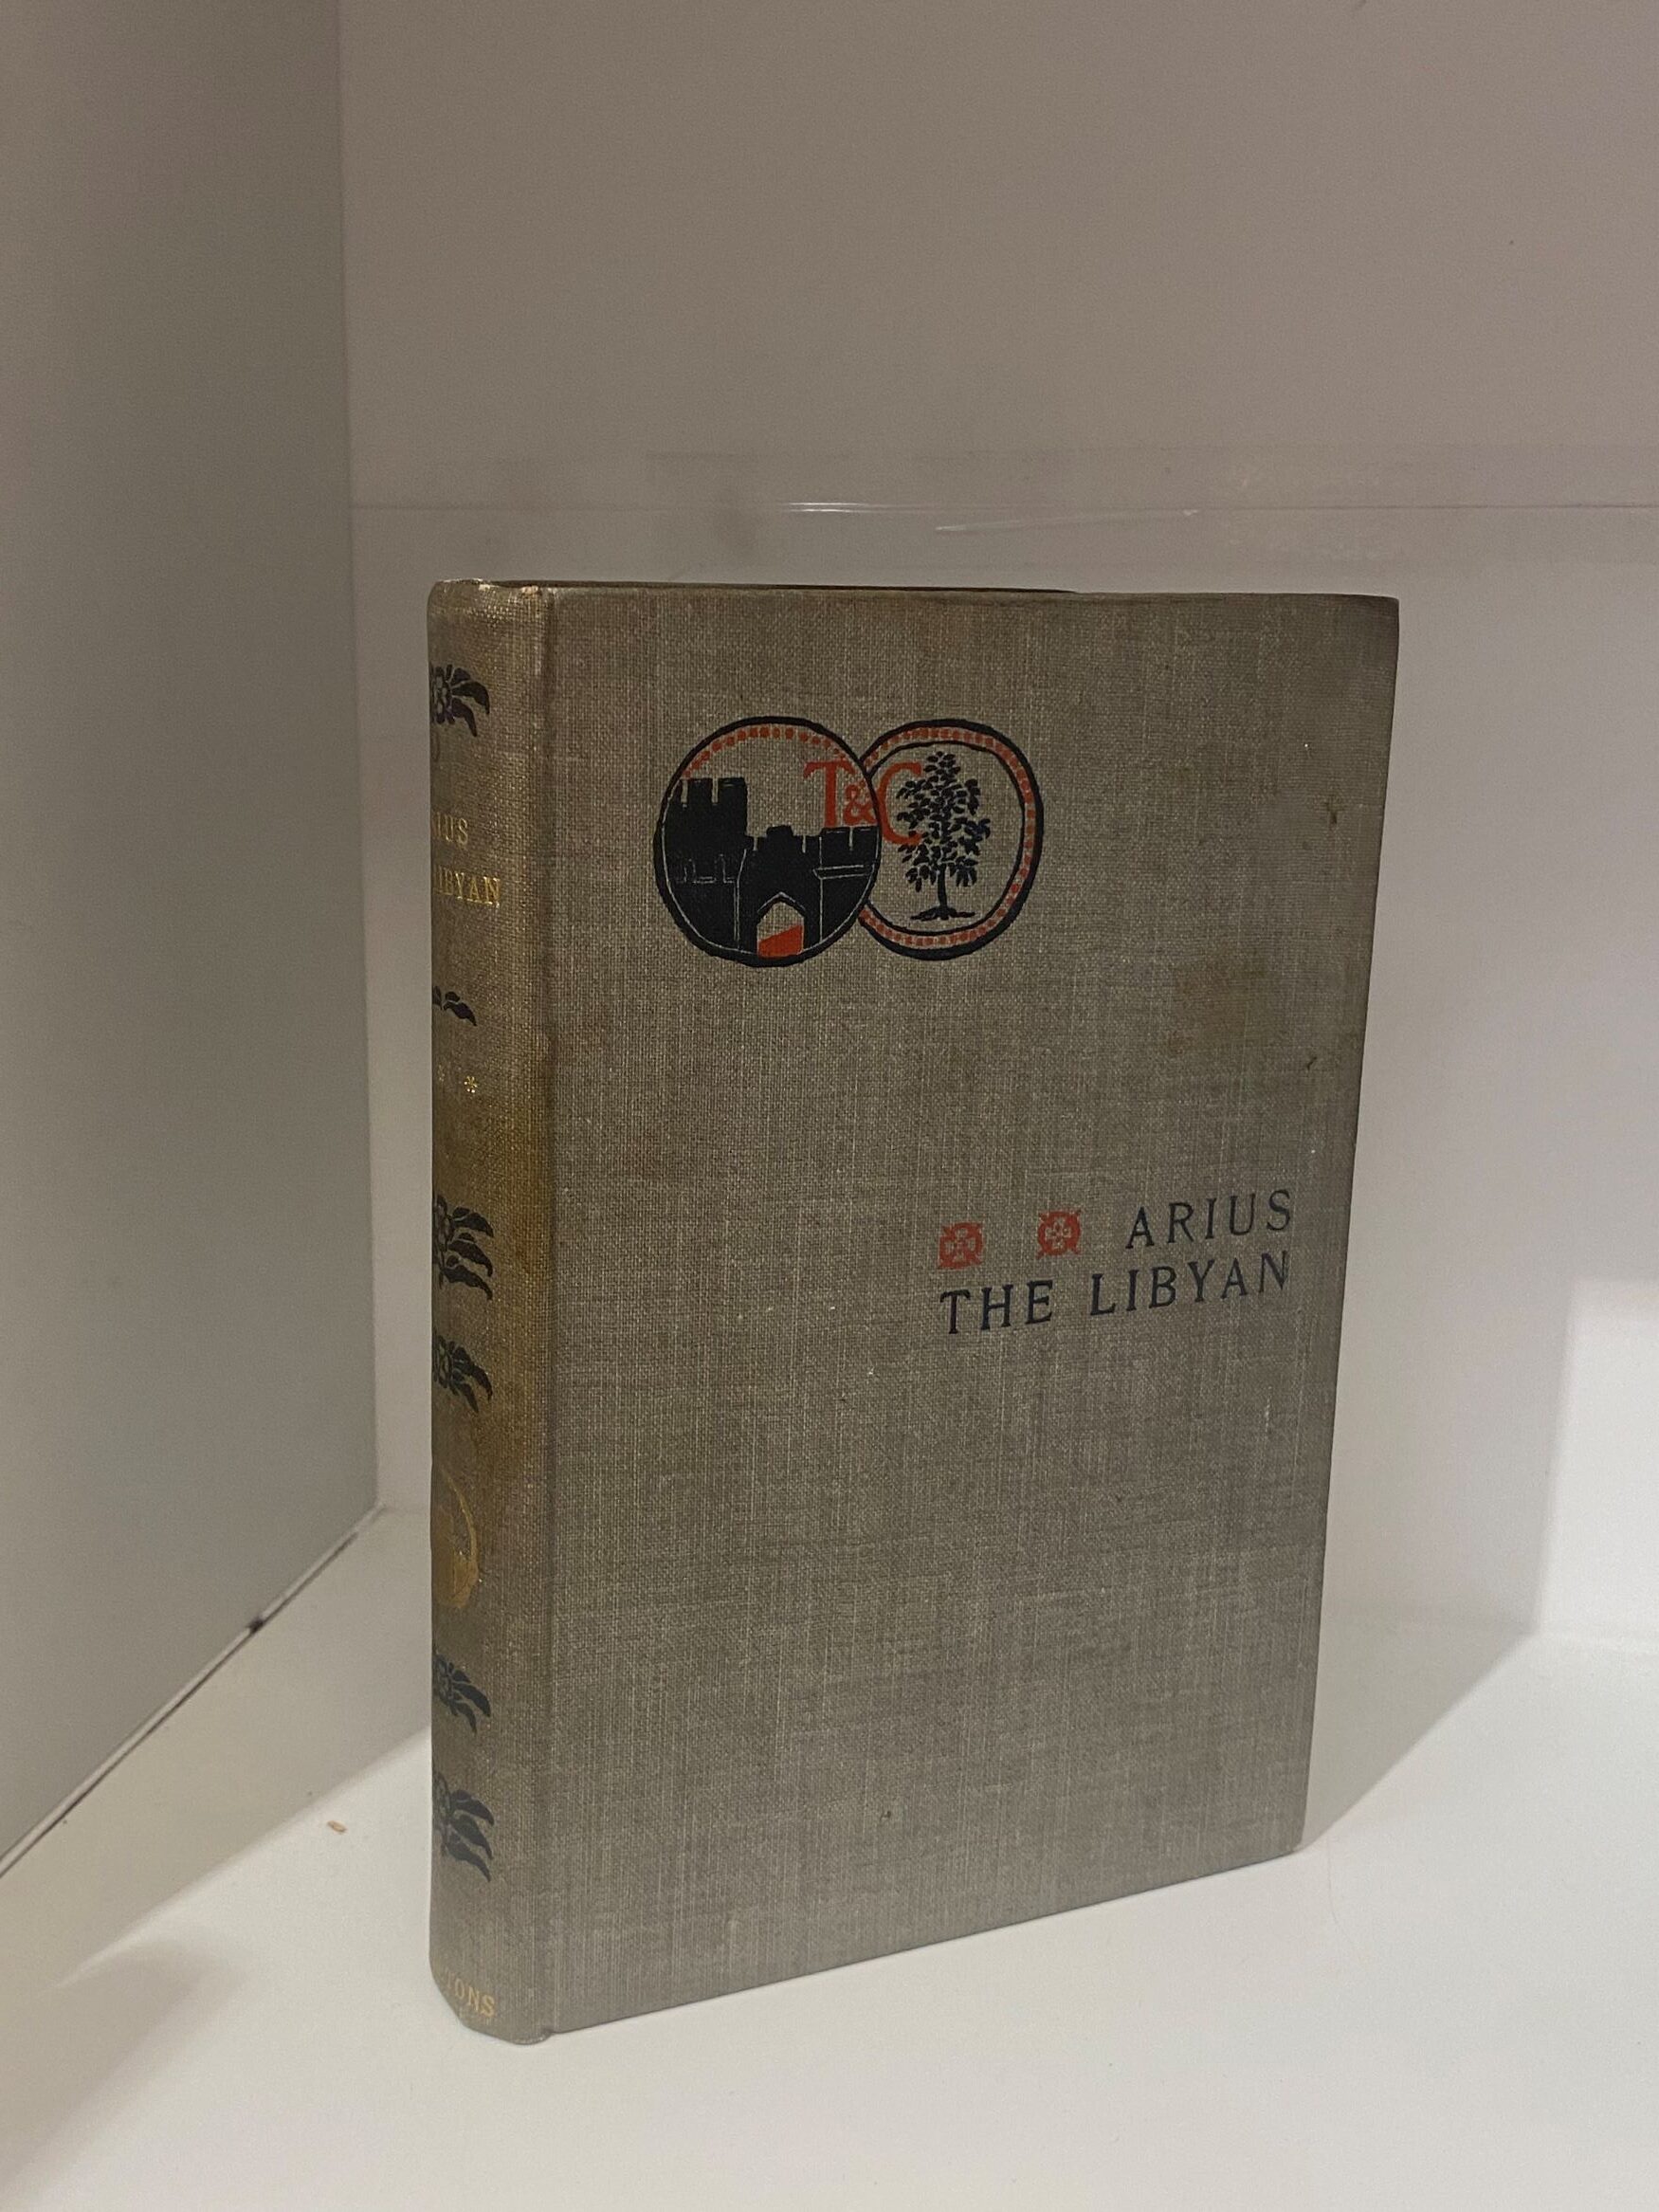 T&C
ARIUS
THE LIBYAN